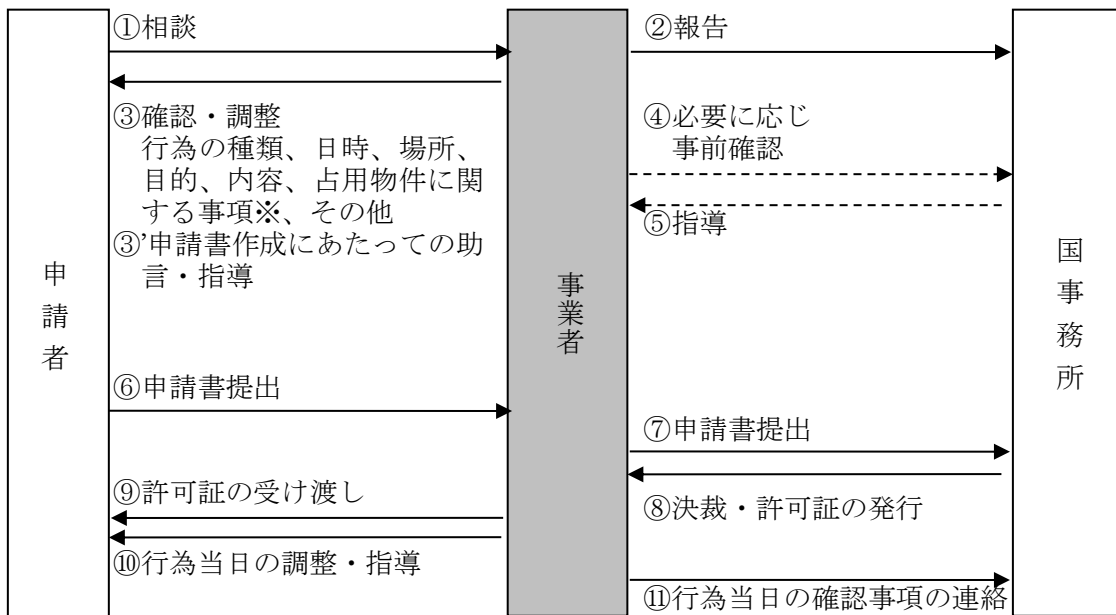 ①相談
②報告
③確認・調整
行為の種類、日時、場所、
目的、内容、占用物件に関
する事項※、その他
③’申請書作成にあたっての助
言・指導
④必要に応じ
事前確認
⑤指導
申請者
事業者
国事務所
⑥申請書提出
⑦申請書提出
⑧決裁・許可証の発行
⑨許可証の受け渡し
⑩行為当日の調整・指導
⑪行為当日の確認事項の連絡